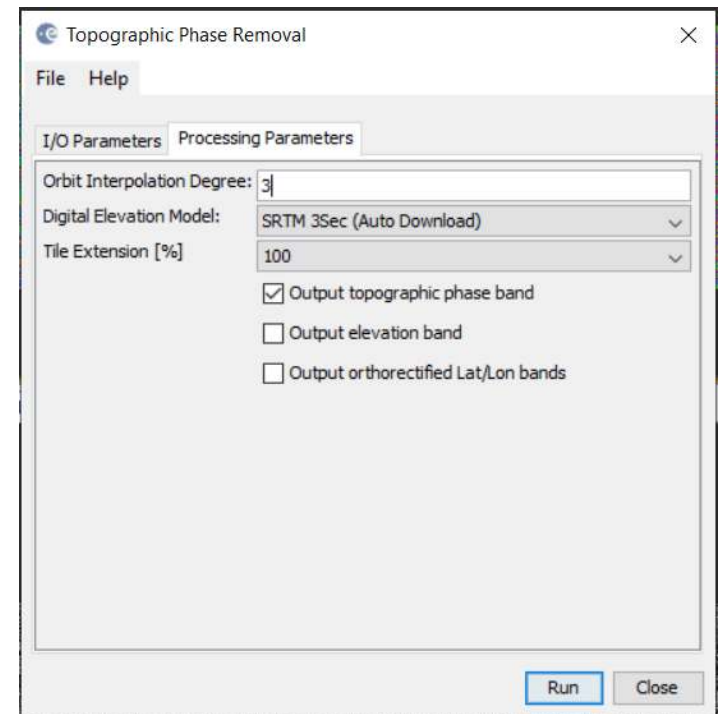 Topographic Phase Removal
File Help
I/O Parameters Processing Parameters
Orbit Interpolation Degree: 3
Digital Elevation Model: SRTM 3Sec (Auto Download)
Tile Extension [%] 100
Output topographic phase band
Output elevation band
Output orthorectified Lat/Lon bands
Run Close